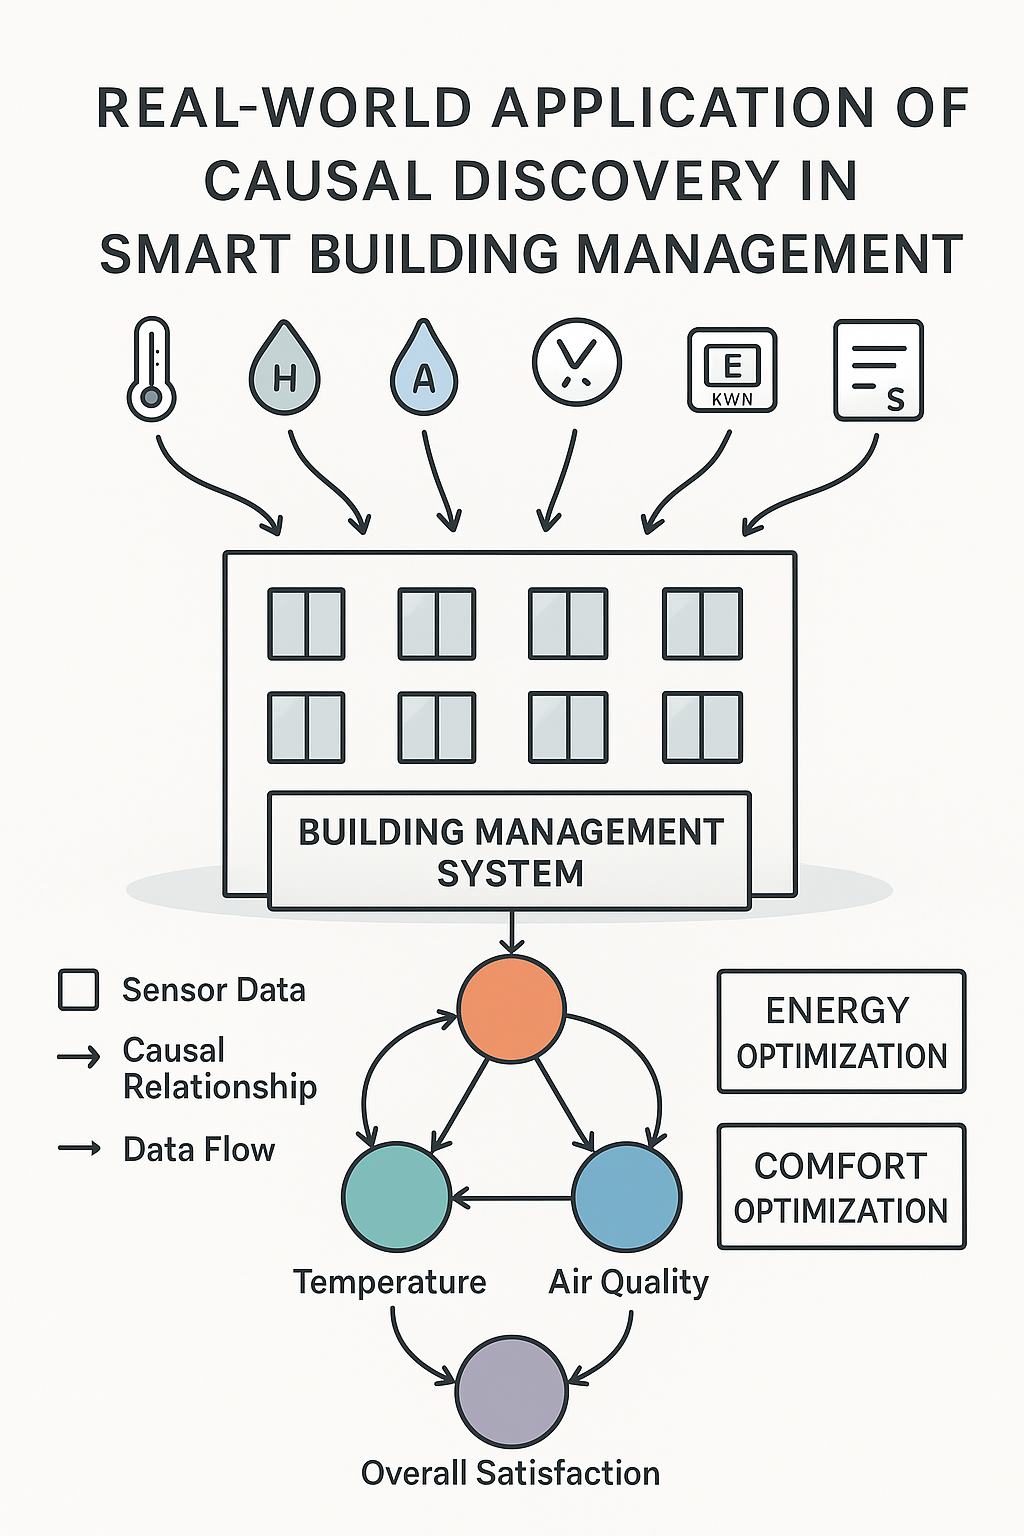 REAL-WORLD APPLICATION OF
CAUSAL DISCOVERY IN
SMART BUILDING MANAGEMENT
H
A
E
KWN
S
BUILDING MANAGEMENT
SYSTEM
Sensor Data
Causal
Relationship
Data Flow
ENERGY
OPTIMIZATION
COMFORT
OPTIMIZATION
Temperature
Air Quality
Overall Satisfaction